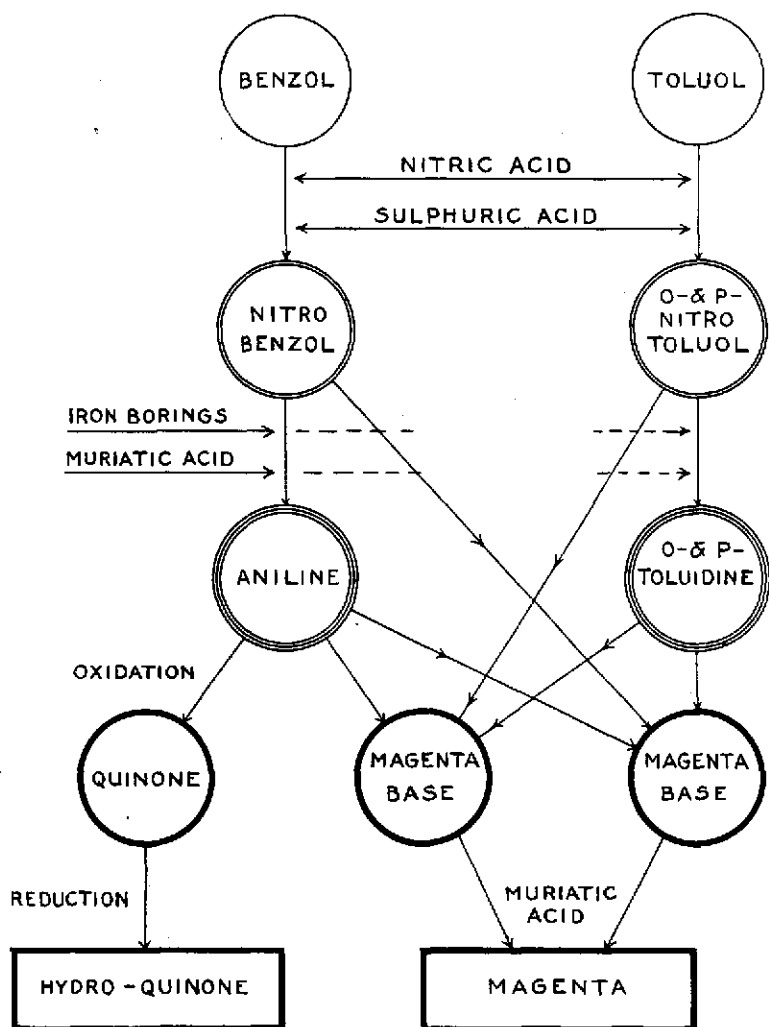 BENZOL
TOLUOL
NITRIC ACID
SULPHURIC ACID
NITRO
BENZOL
O-& P-
NITRO
TOLUOL
IRON BORINGS
MURIATIC ACID
ANILINE
O-& P-
TOLUIDINE
OXIDATION
QUINONE
MAGENTA
BASE
MAGENTA
BASE
REDUCTION
MURIATIC
ACID
HYDRO-QUINONE
MAGENTA